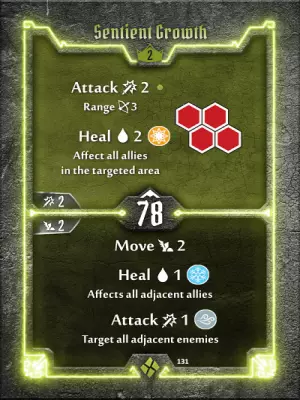 Sentient Growth
2
Attack 2
Range 3
Heal 2
Affect all allies
in the targeted area
2
78
2
Move 2
Heal 1
Affects all adjacent allies
Attack 1
Target all adjacent enemies
131